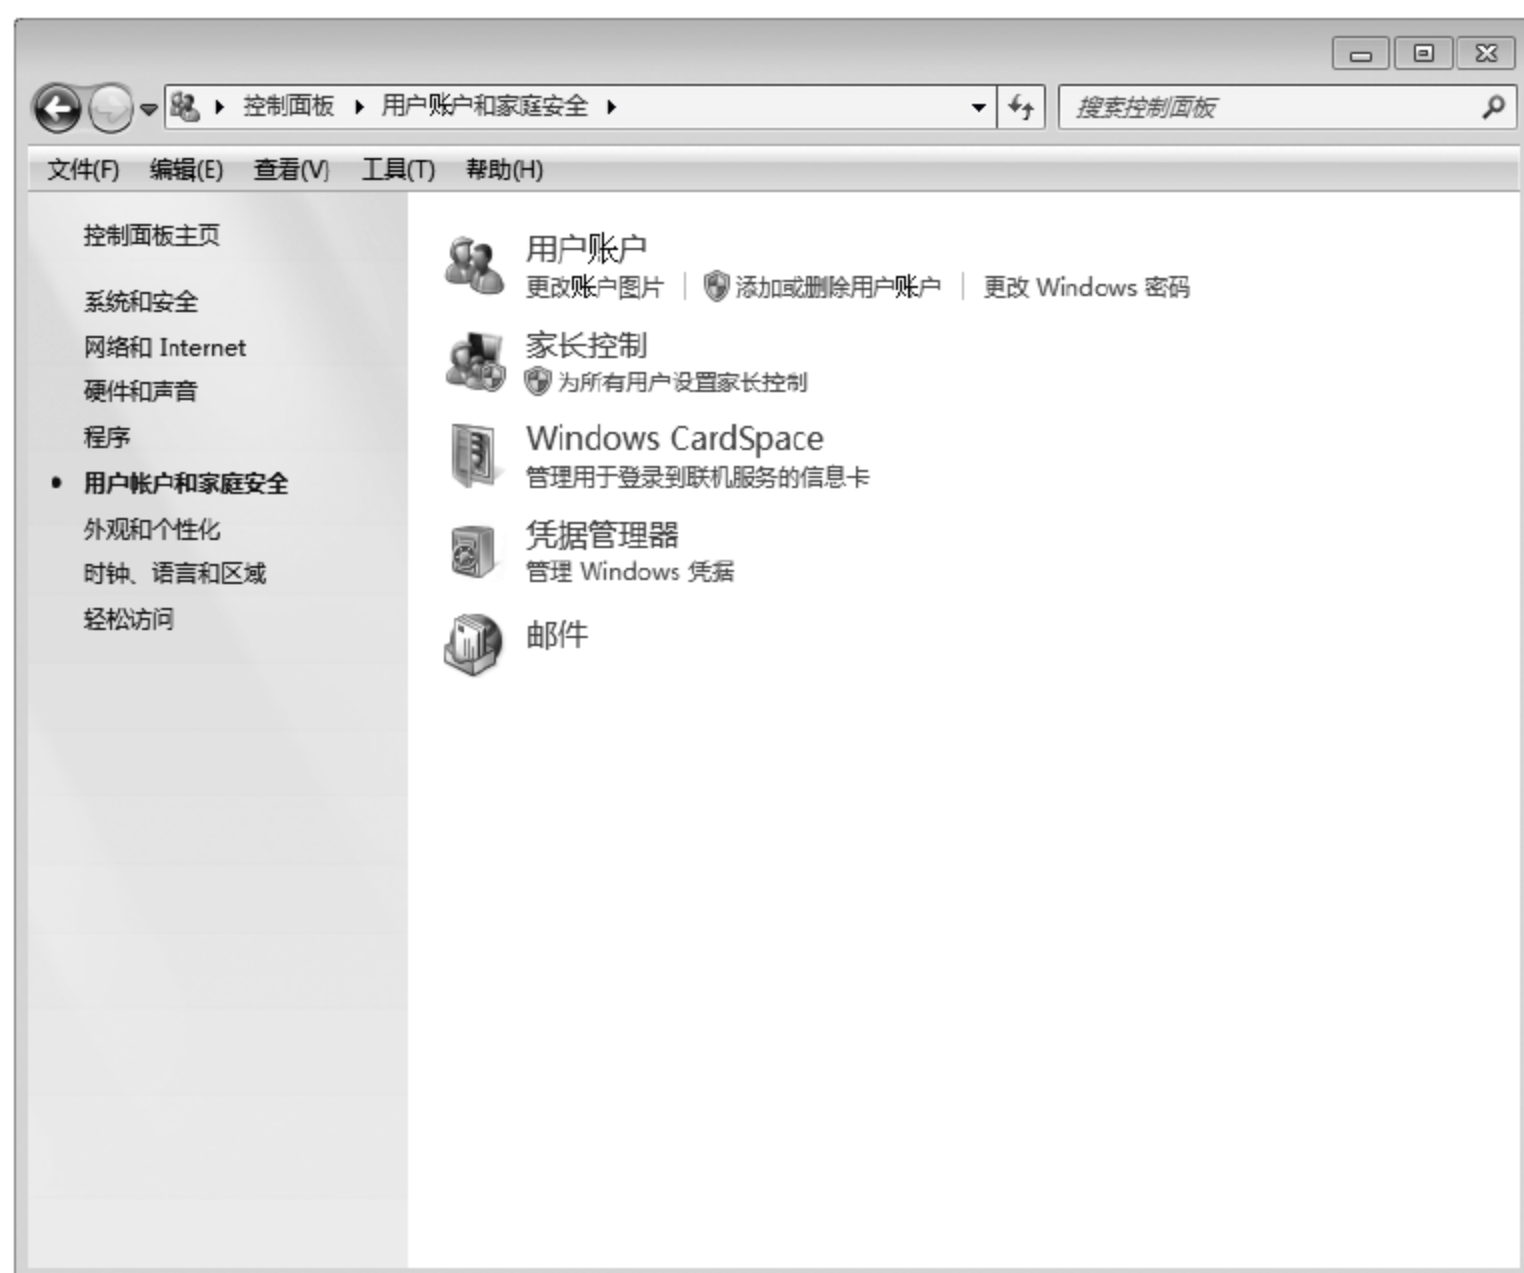 控制面板 用户账户和家庭安全 搜索控制面板
文件(F) 编辑(E) 查看(V) 工具(T) 帮助(H)
控制面板主页
系统和安全
网络和 Internet
硬件和声音
程序
用户帐户和家庭安全
外观和个性化
时钟、语言和区域
轻松访问
用户账户
更改账户图片 添加或删除用户账户 更改 Windows 密码
家长控制
为所有用户设置家长控制
Windows CardSpace
管理用于登录到联机服务的信息卡
凭据管理器
管理 Windows 凭据
邮件